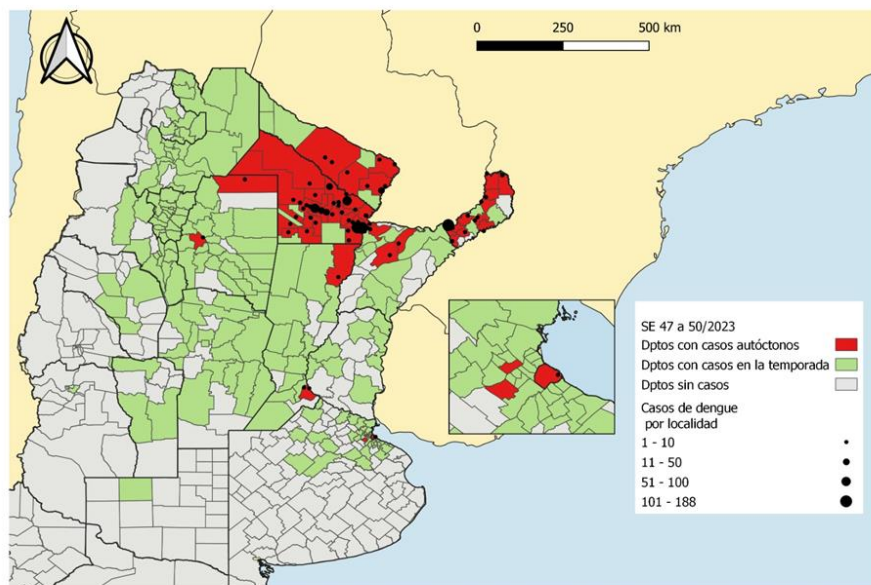 0 250 500 km
SE 47 a 50/2023
Dptos con casos autóctonos
Dptos con casos en la temporada
Dptos sin casos
Casos de dengue
por localidad
1 - 10
11 - 50
51 - 100
101 - 188